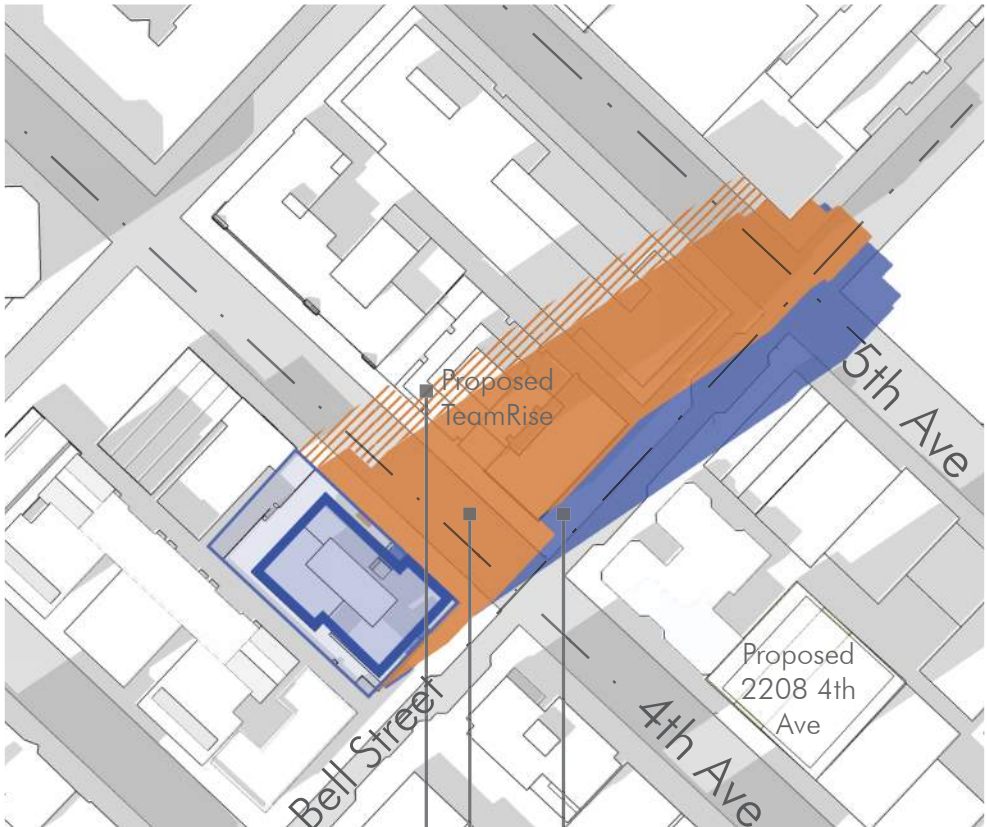 Proposed
TeamRise
5th Ave
Proposed
2208 4th
Ave
4th Ave
Bell Street